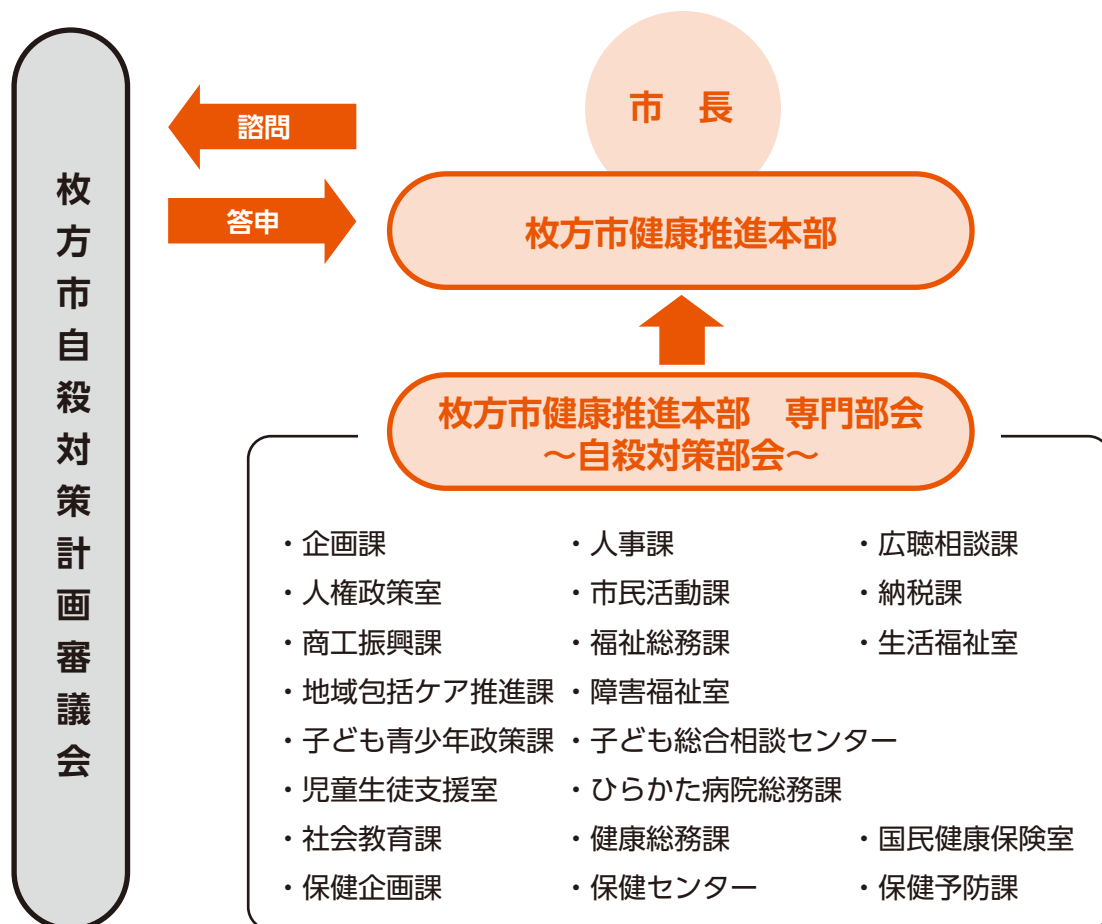 枚方市自殺対策計画審議会
諮問
答申
市　長
枚方市健康推進本部
枚方市健康推進本部　専門部会
～自殺対策部会～
・企画課　・人事課　・広聴相談課
・人権政策室　・市民活動課　・納税課
・商工振興課　・福祉総務課　・生活福祉室
・地域包括ケア推進課　・障害福祉室
・子ども青少年政策課　・子ども総合相談センター
・児童生徒支援室　・ひらかた病院総務課
・社会教育課　・健康総務課　・国民健康保険室
・保健企画課　・保健センター　・保健予防課